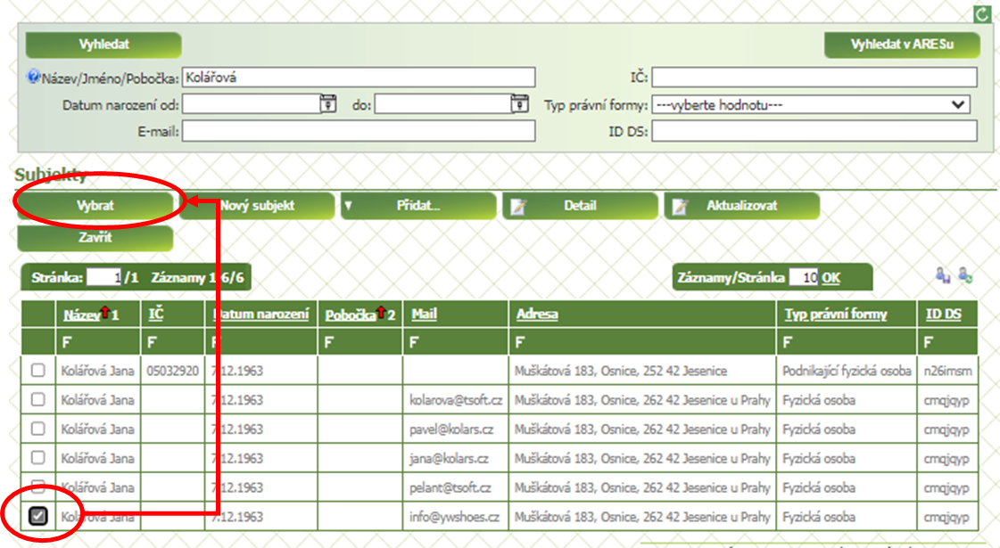 Vyhledat Vyhledat v ARESu
Název/Jméno/Pobočka: Kolářová IČ:
Datum narození od: do: Typ právní formy: ---vyberte hodnotu---
E-mail: ID DS:
Subjekty
Vybrat Nový subjekt Přidat... Detail Aktualizovat
Zavřít
Stránka: 1/1 Záznamy 1-6/6 Záznamy/Stránka 10 OK
Název 1 IČ Datum narození Pobočka 2 Mail Adresa Typ právní formy ID DS
F F F F F F F F
Kolářová Jana 05032920 7.12.1963 Muškátová 183, Osnice, 252 42 Jesenice Podnikající fyzická osoba n26imsm
Kolářová Jana 7.12.1963 kolarova@tsoft.cz Muškátová 183, Osnice, 262 42 Jesenice u Prahy Fyzická osoba cmqjqyp
Kolářová Jana 7.12.1963 pavel@kolars.cz Muškátová 183, Osnice, 262 42 Jesenice u Prahy Fyzická osoba cmqjqyp
Kolářová Jana 7.12.1963 jana@kolars.cz Muškátová 183, Osnice, 262 42 Jesenice u Prahy Fyzická osoba cmqjqyp
Kolářová Jana 7.12.1963 pelant@tsoft.cz Muškátová 183, Osnice, 262 42 Jesenice u Prahy Fyzická osoba cmqjqyp
Kolářová Jana 7.12.1963 info@ywshoes.cz Muškátová 183, Osnice, 262 42 Jesenice u Prahy Fyzická osoba cmqjqyp